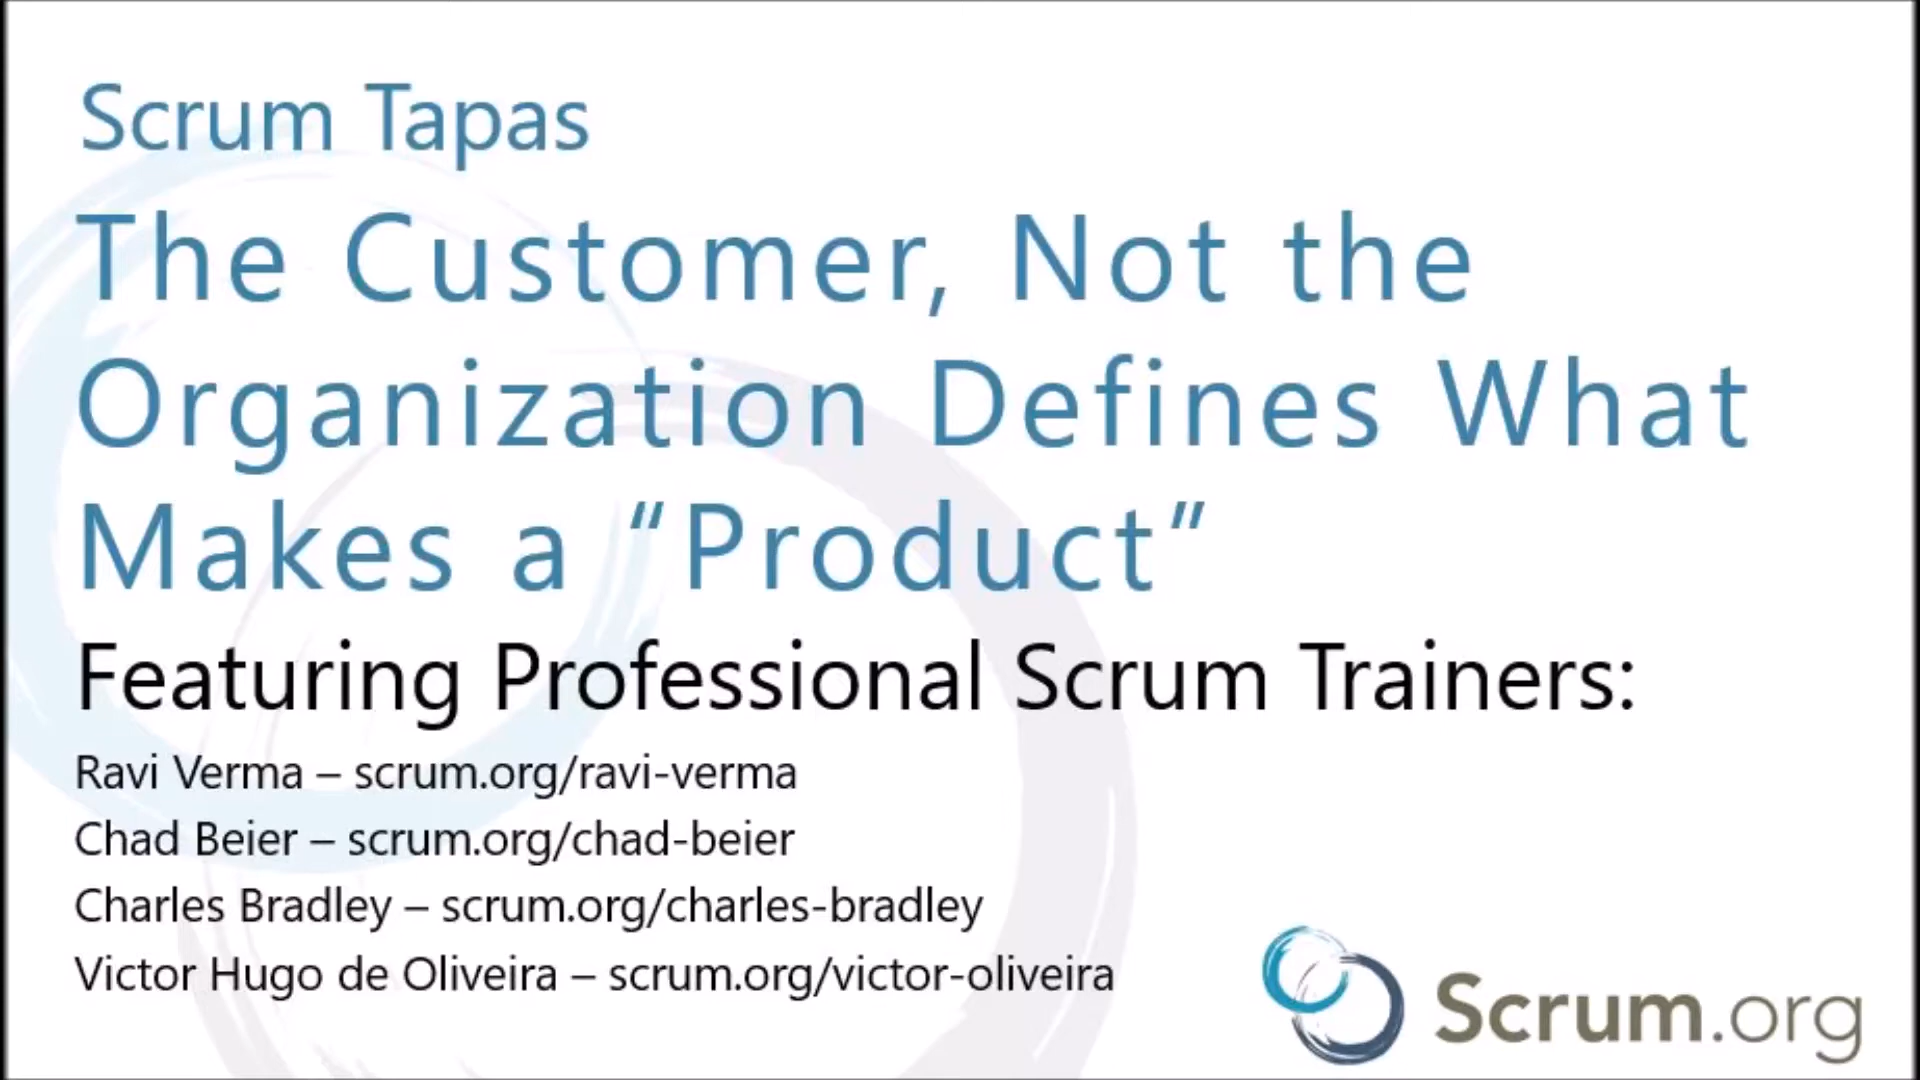 Scrum Tapas
The Customer, Not the
Organization Defines What
Makes a “Product”
Featuring Professional Scrum Trainers:
Ravi Verma – scrum.org/ravi-verma
Chad Beier – scrum.org/chad-beier
Charles Bradley – scrum.org/charles-bradley
Victor Hugo de Oliveira – scrum.org/victor-oliveira
Scrum.org